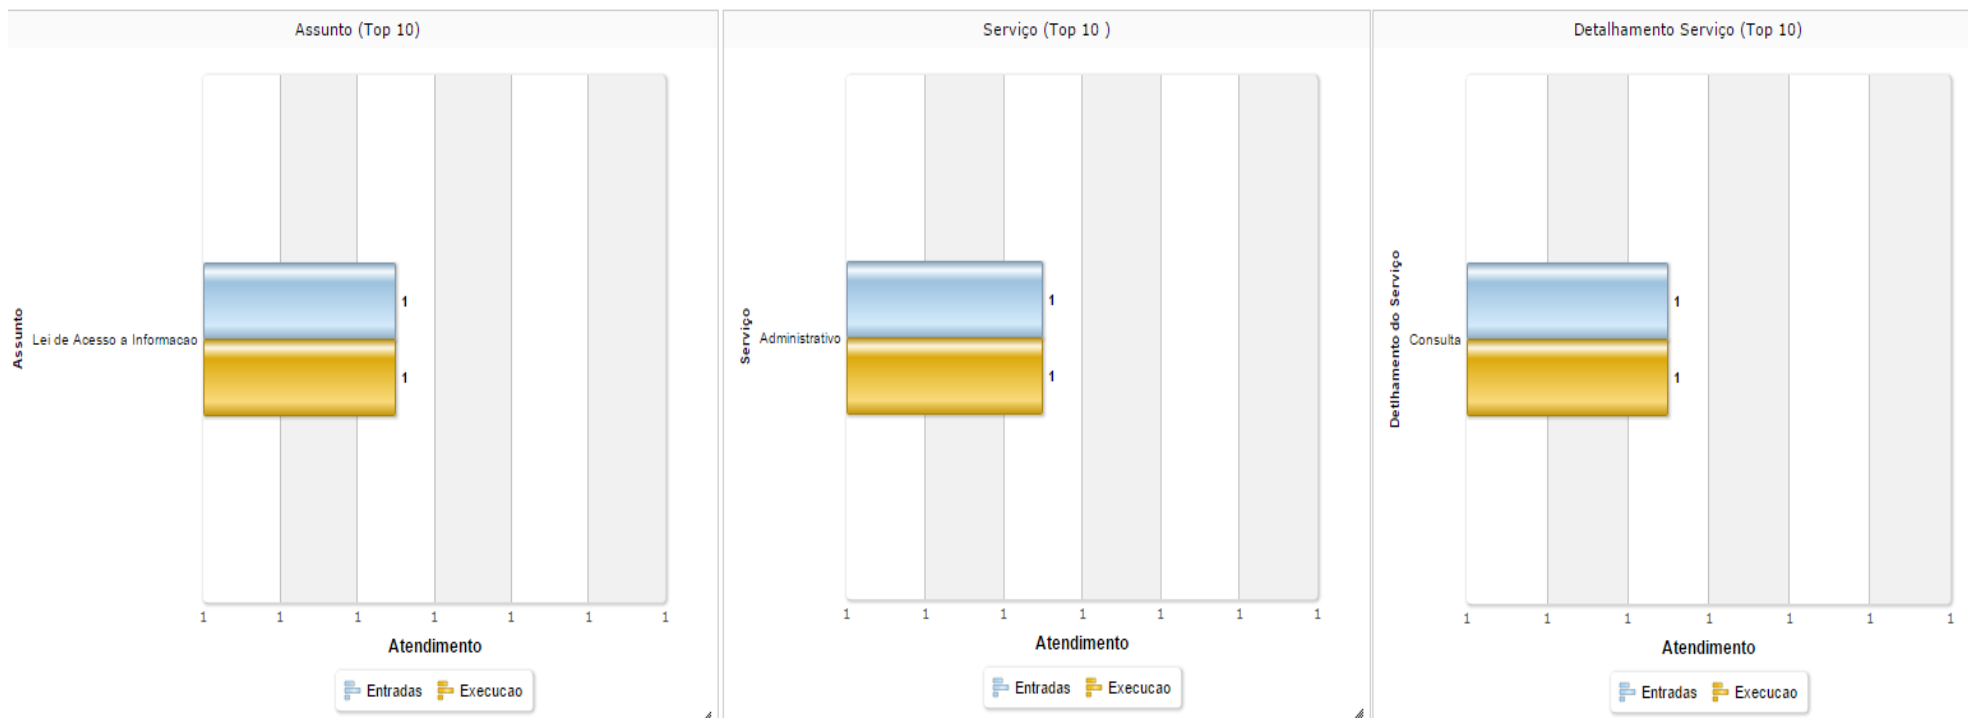 Assunto (Top 10)
Assunto
Lei de Acesso a Informacao
1
1
1 1 1 1 1 1 1
Atendimento
Entradas Execucao
Serviço (Top 10 )
Serviço
Administrativo
1
1
1 1 1 1 1 1 1
Atendimento
Entradas Execucao
Detalhamento Serviço (Top 10)
Detlhamento do Serviço
Consulta
1
1
1 1 1 1 1 1 1
Atendimento
Entradas Execucao